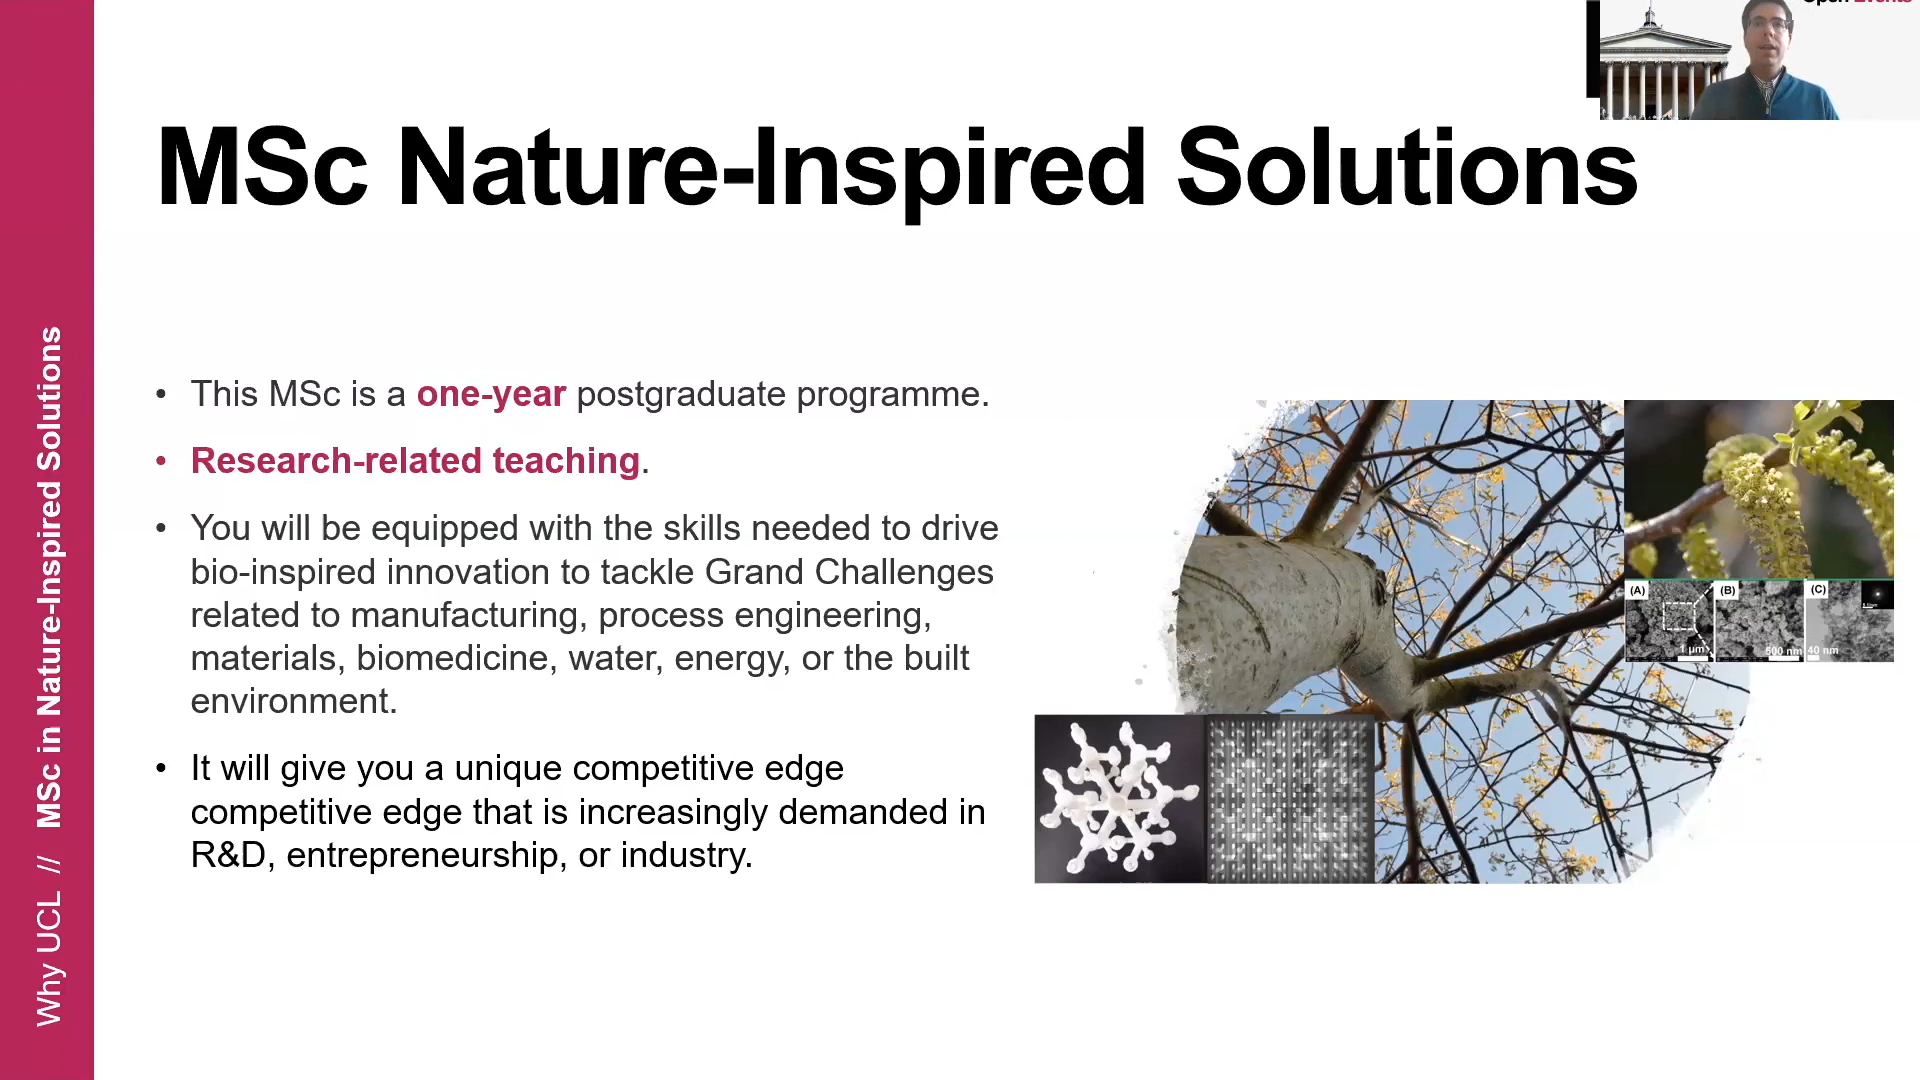 Open Events
MSc Nature-Inspired Solutions
• This MSc is a one-year postgraduate programme.
• Research-related teaching.
• You will be equipped with the skills needed to drive
bio-inspired innovation to tackle Grand Challenges
related to manufacturing, process engineering,
materials, biomedicine, water, energy, or the built
environment.
• It will give you a unique competitive edge
competitive edge that is increasingly demanded in
R&D, entrepreneurship, or industry.
(A) (B) (C)
1 µm 500 nm 40 nm
Why UCL // MSc in Nature-Inspired Solutions